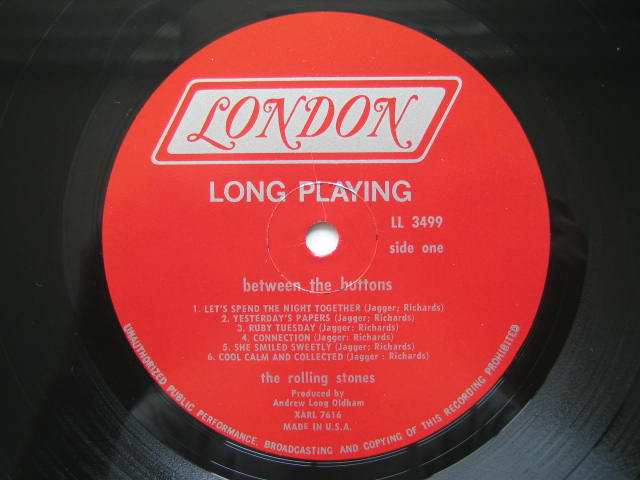 LONDON
LONG PLAYING
LL 3499
side one
between the buttons
1. LET'S SPEND THE NIGHT TOGETHER (Jagger; Richards)
2. YESTERDAY'S PAPERS (Jagger; Richards)
3. RUBY TUESDAY (Jagger: Richards)
4. CONNECTION (Jagger; Richards)
5. SHE SMILED SWEETLY (Jagger; Richards)
6. COOL CALM AND COLLECTED (Jagger : Richards)
the rolling stones
Produced by
Andrew Loog Oldham
XARL 7616
MADE IN U.S.A.
UNAUTHORIZED PUBLIC PERFORMANCE, BROADCASTING AND COPYING OF THIS RECORDING PROHIBITED